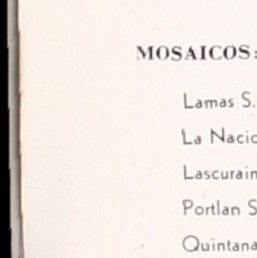 MOSAICOS:
Lamas S.
La Nacio
Lascurain
Portlan S
Quintana